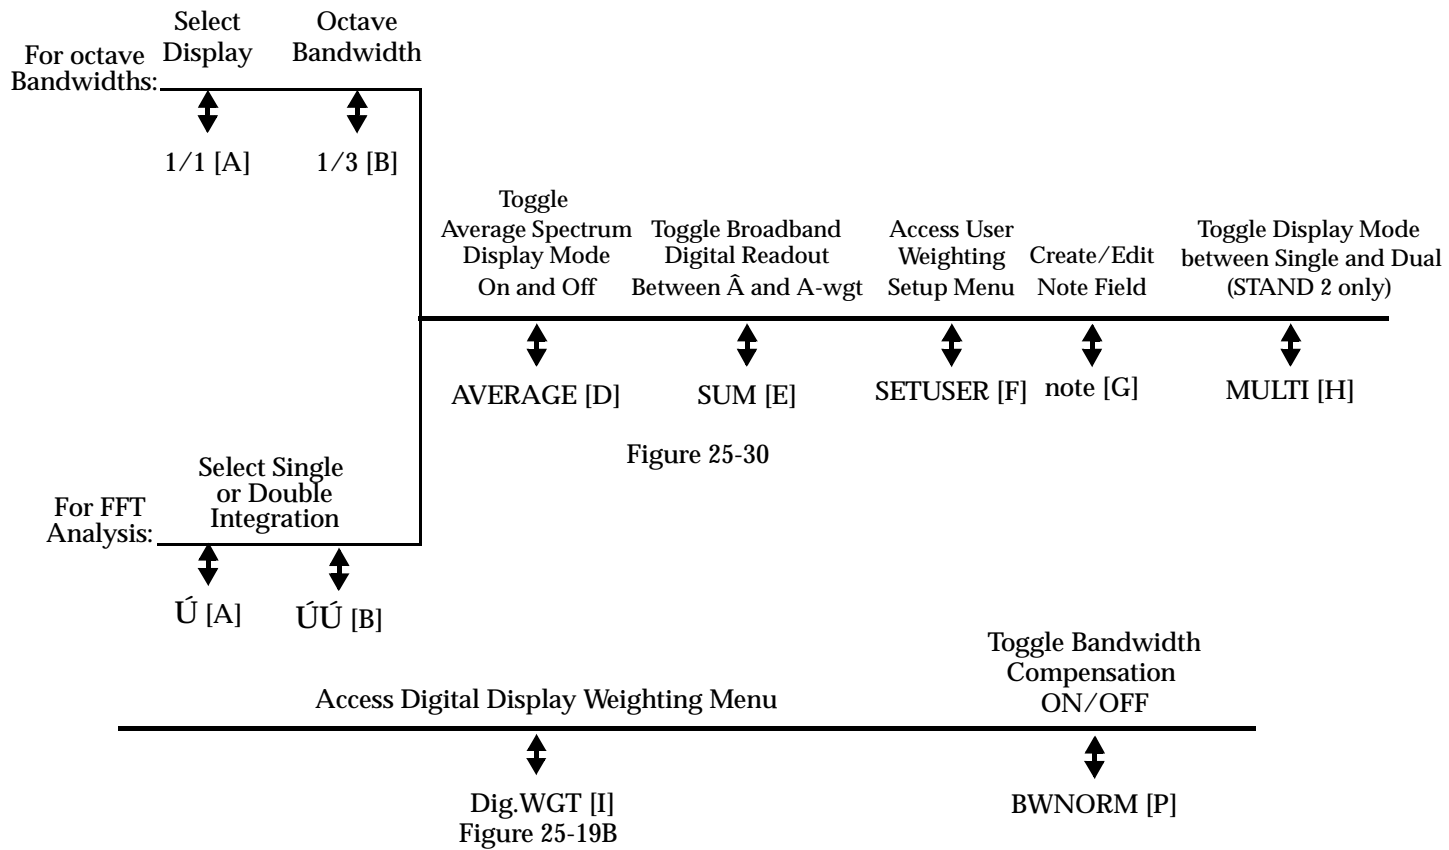 Select Octave
For octave Display Bandwidth
Bandwidths:
1/1 [A] 1/3 [B]
Toggle
Average Spectrum Toggle Broadband Access User Toggle Display Mode
Display Mode Digital Readout Weighting Create/Edit between Single and Dual
On and Off Between Â and A-wgt Setup Menu Note Field (STAND 2 only)
AVERAGE [D] SUM [E] SETUSER [F] note [G] MULTI [H]
Figure 25-30
Select Single
or Double
For FFT Integration
Analysis:
Ú [A] ÚÚ [B]
Toggle Bandwidth
Compensation
Access Digital Display Weighting Menu ON/OFF
Dig.WGT [I] BWNORM [P]
Figure 25-19B